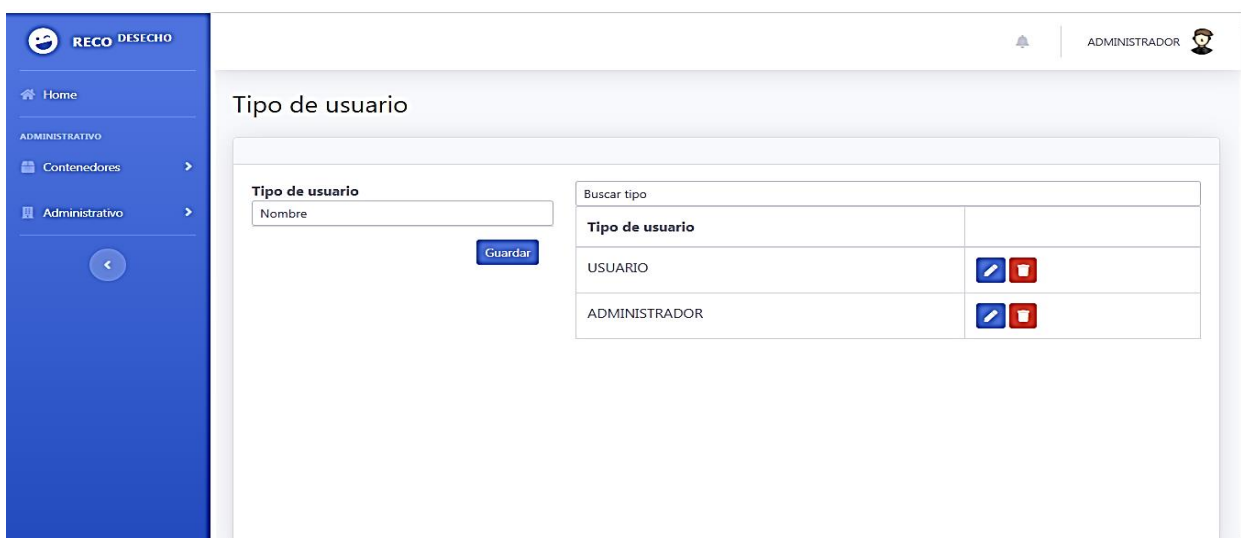 RECO DESECHO
ADMINISTRADOR
Home
ADMINISTRATIVO
Contenedores
Administrativo
Tipo de usuario
Tipo de usuario
Nombre
Guardar
Buscar tipo
Tipo de usuario
USUARIO
ADMINISTRADOR